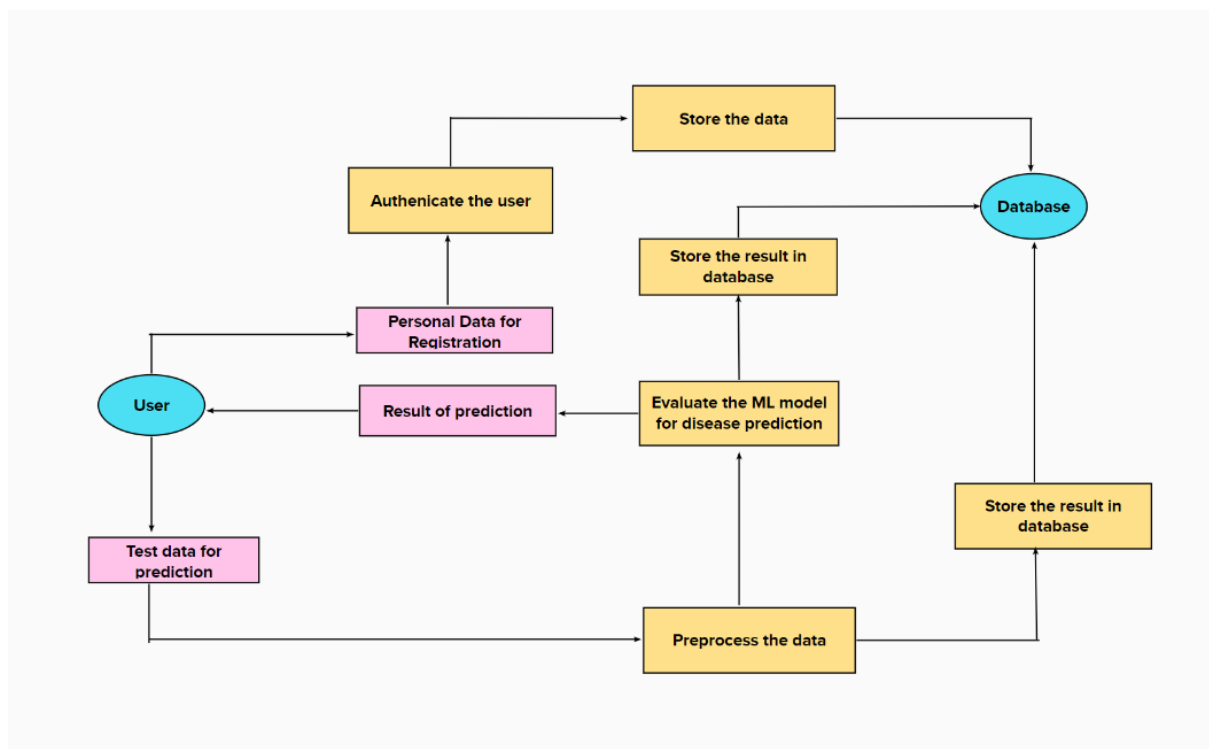 Store the data
Authenicate the user
Database
Store the result in
database
Personal Data for
Registration
User
Result of prediction
Evaluate the ML model
for disease prediction
Store the result in
database
Test data for
prediction
Preprocess the data